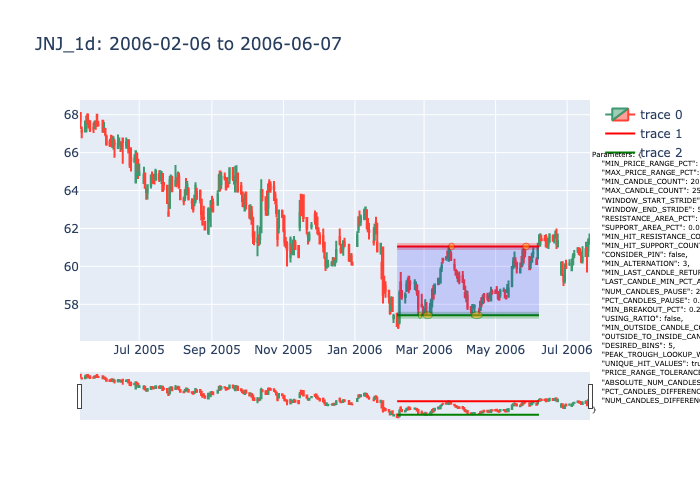 JNJ_1d: 2006-02-06 to 2006-06-07
68
66
64
62
60
58
Jul 2005
Sep 2005
Nov 2005
Jan 2006
Mar 2006
May 2006
Jul 2006
trace 0
trace 1
trace 2
Parameters: {
"MIN_PRICE_RANGE_PCT":
"MAX_PRICE_RANGE_PCT":
"MIN_CANDLE_COUNT": 20
"MAX_CANDLE_COUNT": 25
"WINDOW_START_STRIDE"
"WINDOW_END_STRIDE": 5
"RESISTANCE_AREA_PCT":
"SUPPORT_AREA_PCT": 0.0
"MIN_HIT_RESISTANCE_CO
"MIN_HIT_SUPPORT_COUN
"CONSIDER_PIN": false,
"MIN_ALTERNATION": 3,
"MIN_LAST_CANDLE_RETUR
"LAST_CANDLE_MIN_PCT_A
"NUM_CANDLES_PAUSE": 2
"PCT_CANDLES_PAUSE": 0.
"MIN_BREAKOUT_PCT": 0.2
"USING_RATIO": false,
"MIN_OUTSIDE_CANDLE_CO
"OUTSIDE_TO_INSIDE_CAN
"DESIRED_BINS": 5,
"PEAK_TROUGH_LOOKUP_W
"UNIQUE_HIT_VALUES": tru
"PRICE_RANGE_TOLERANC
"ABSOLUTE_NUM_CANDLES
"PCT_CANDLES_DIFFERENC
"NUM_CANDLES_DIFFEREN
}